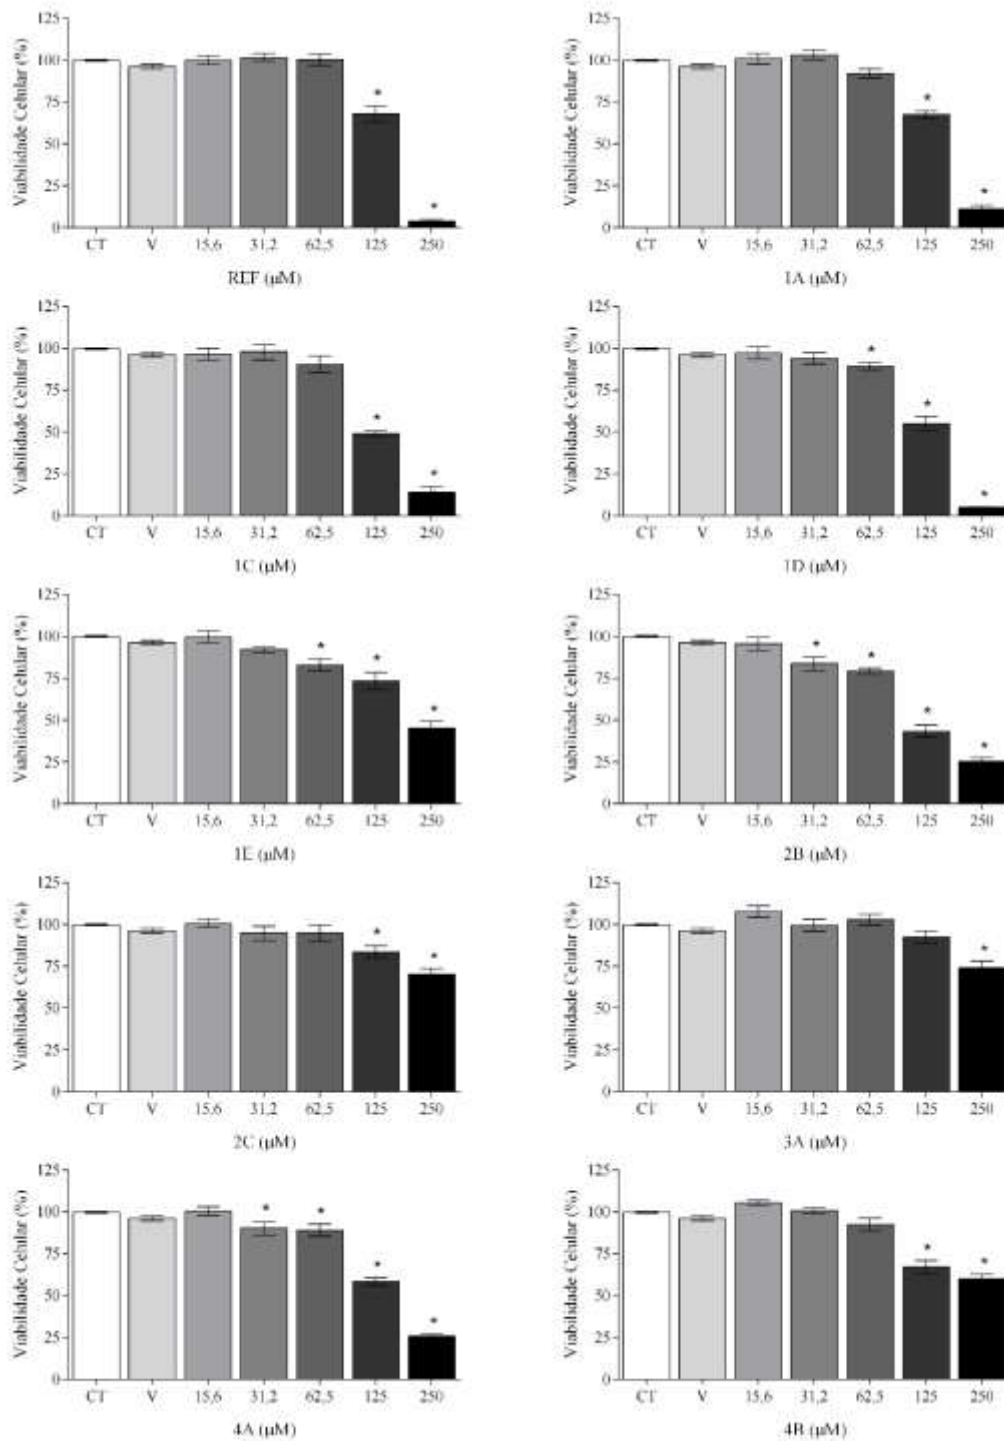 Viabilidade Celular (%)
125
100
75
50
25
0
*
*
CT V 15,6 31,2 62,5 125 250
REF (µM)
Viabilidade Celular (%)
125
100
75
50
25
0
*
*
CT V 15,6 31,2 62,5 125 250
1A (µM)
Viabilidade Celular (%)
125
100
75
50
25
0
*
*
CT V 15,6 31,2 62,5 125 250
1C (µM)
Viabilidade Celular (%)
125
100
75
50
25
0
*
*
*
CT V 15,6 31,2 62,5 125 250
1D (µM)
Viabilidade Celular (%)
125
100
75
50
25
0
*
*
*
CT V 15,6 31,2 62,5 125 250
1E (µM)
Viabilidade Celular (%)
125
100
75
50
25
0
*
*
*
*
CT V 15,6 31,2 62,5 125 250
2B (µM)
Viabilidade Celular (%)
125
100
75
50
25
0
*
*
CT V 15,6 31,2 62,5 125 250
2C (µM)
Viabilidade Celular (%)
125
100
75
50
25
0
*
CT V 15,6 31,2 62,5 125 250
3A (µM)
Viabilidade Celular (%)
125
100
75
50
25
0
*
*
*
*
CT V 15,6 31,2 62,5 125 250
4A (µM)
Viabilidade Celular (%)
125
100
75
50
25
0
*
*
CT V 15,6 31,2 62,5 125 250
4B (µM)